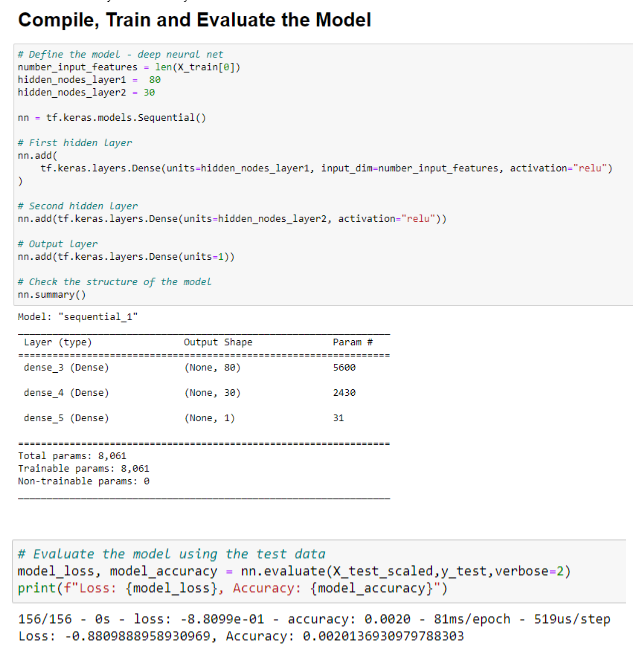 Compile, Train and Evaluate the Model
# Define the model - deep neural net
number_input_features = len(X_train[0])
hidden_nodes_layer1 = 80
hidden_nodes_layer2 = 30
nn = tf.keras.models.Sequential()
# First hidden layer
nn.add(
tf.keras.layers.Dense(units=hidden_nodes_layer1, input_dim=number_input_features, activation="relu")
)
# Second hidden layer
nn.add(tf.keras.layers.Dense(units=hidden_nodes_layer2, activation="relu"))
# Output layer
nn.add(tf.keras.layers.Dense(units=1))
# Check the structure of the model
nn.summary()
Model: "sequential_1"
Layer (type) Output Shape Param #
dense_3 (Dense) (None, 80) 5600
dense_4 (Dense) (None, 30) 2430
dense_5 (Dense) (None, 1) 31
Total params: 8,061
Trainable params: 8,061
Non-trainable params: 0
# Evaluate the model using the test data
model_loss, model_accuracy = nn.evaluate(X_test_scaled,y_test,verbose=2)
print(f"Loss: {model_loss}, Accuracy: {model_accuracy}")
156/156 - 0s - loss: -8.8099e-01 - accuracy: 0.0020 - 81ms/epoch - 519us/step
Loss: -0.8809888958930969, Accuracy: 0.0020136930979788303